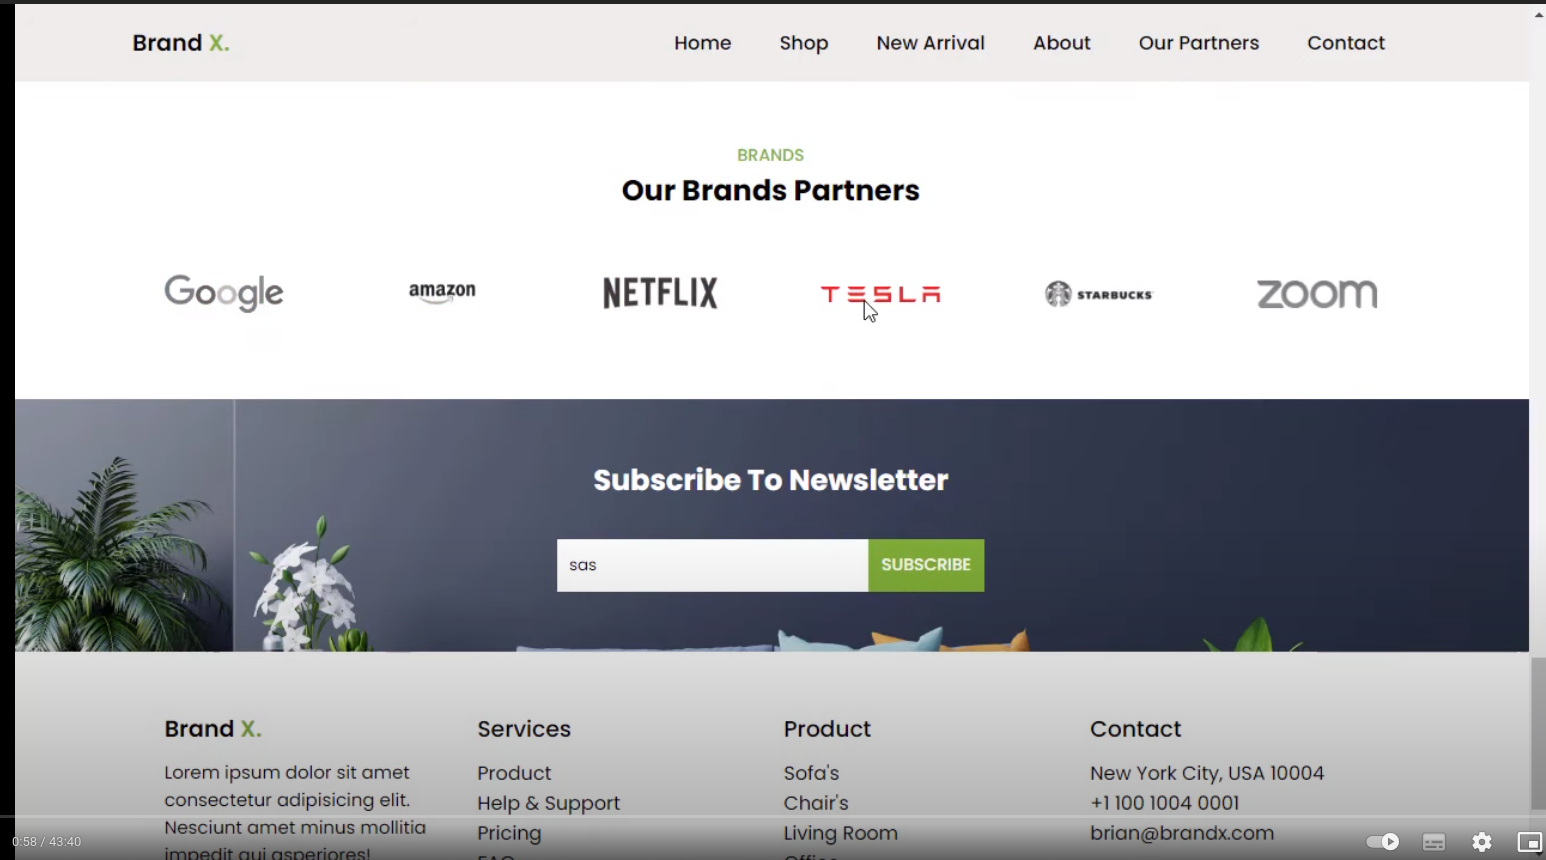 Brand X.
Home Shop New Arrival About Our Partners Contact
BRANDS
Our Brands Partners
Google amazon NETFLIX TESLA STARBUCKS zoom
Subscribe To Newsletter
sas SUBSCRIBE
Brand X. Services Product Contact
Lorem ipsum dolor sit amet Product Sofa's New York City, USA 10004
consectetur adipisicing elit. Help & Support Chair's +1 100 1004 0001
Nesciunt amet minus mollitia Pricing Living Room brian@brandx.com
impedit qui asperiores! FAQ Office
0:58 / 43:40